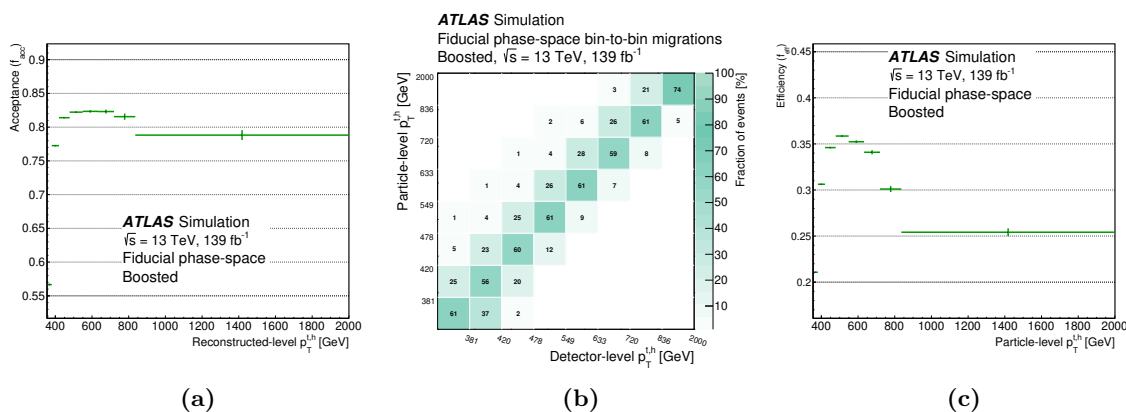 Acceptance (f_acc)
0.9
0.85
0.8
0.75
0.7
0.65
0.6
0.55
ATLAS Simulation
√s = 13 TeV, 139 fb⁻¹
Fiducial phase-space
Boosted
400 600 800 1000 1200 1400 1600 1800 2000
Reconstructed-level p_T^{t,h} [GeV]
(a)
ATLAS Simulation
Fiducial phase-space bin-to-bin migrations
Boosted, √s = 13 TeV, 139 fb⁻¹
Particle-level p_T^{t,h} [GeV]
2000
3 21 74
836
2 6 26 61 5
720
1 4 28 59 8
633
1 4 26 61 7
549
1 4 25 61 9
478
5 23 60 12
420
25 56 20
381
61 37 2
381 420 478 549 633 720 836 2000
Detector-level p_T^{t,h} [GeV]
100
90
80
70
60
50
40
30
20
10
Fraction of events [%]
(b)
Efficiency (f_eff)
0.45
0.4
0.35
0.3
0.25
0.2
ATLAS Simulation
√s = 13 TeV, 139 fb⁻¹
Fiducial phase-space
Boosted
400 600 800 1000 1200 1400 1600 1800 2000
Particle-level p_T^{t,h} [GeV]
(c)